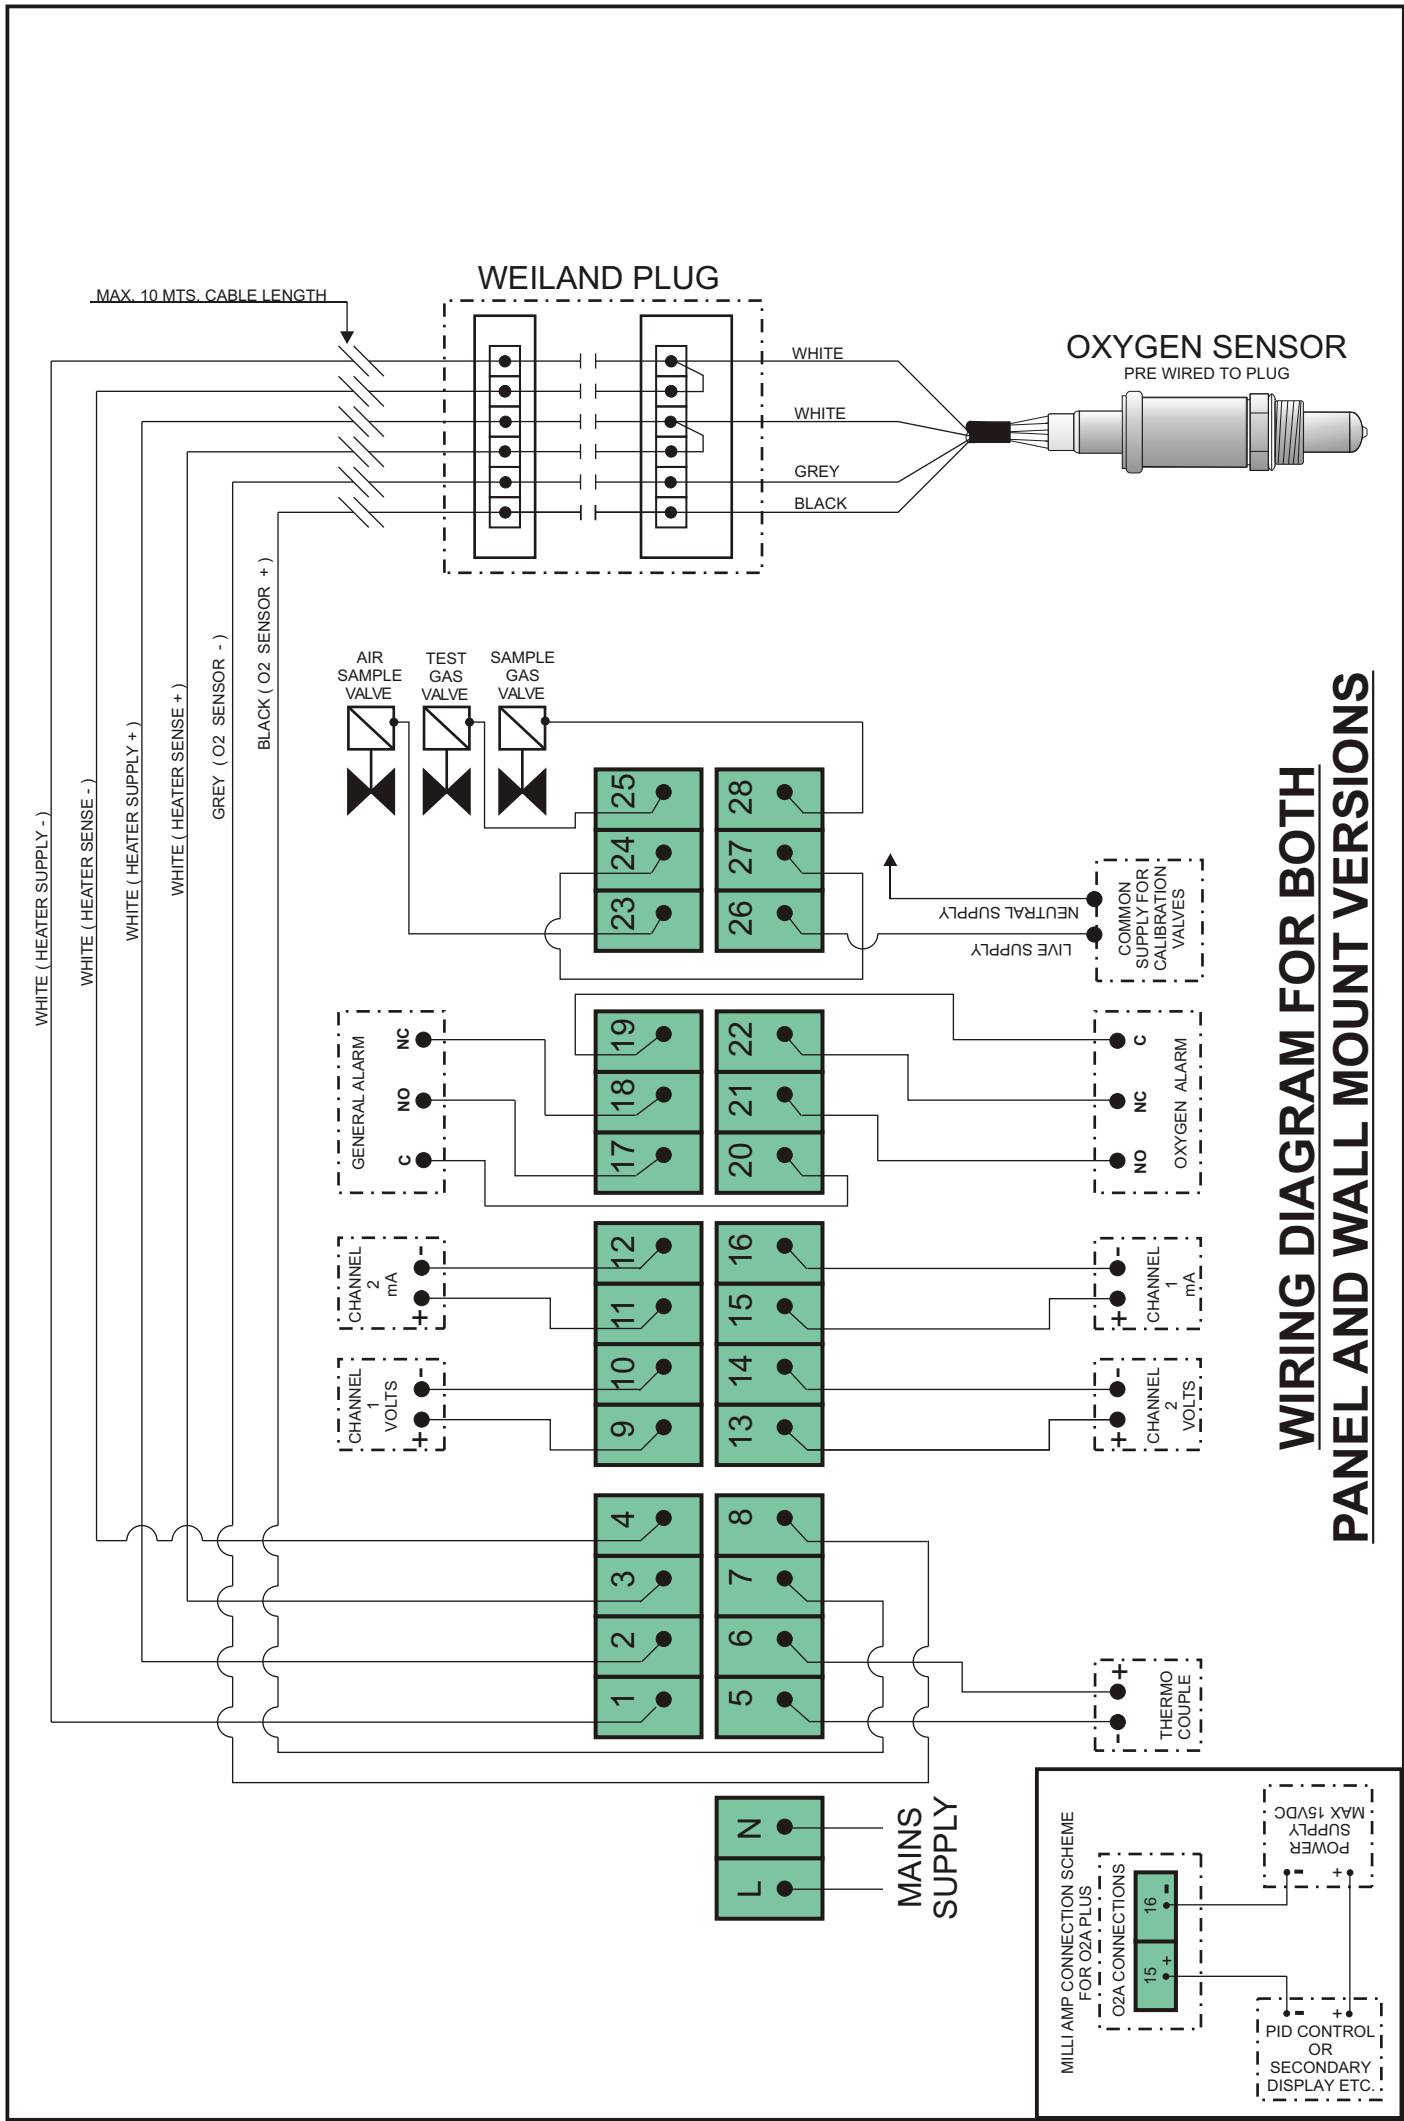 WEILAND PLUG
MAX. 10 MTS. CABLE LENGTH
WHITE
WHITE
GREY
BLACK
OXYGEN SENSOR
PRE WIRED TO PLUG
WHITE ( HEATER SUPPLY - )
WHITE ( HEATER SENSE - )
WHITE ( HEATER SUPPLY + )
WHITE ( HEATER SENSE + )
GREY ( O2 SENSOR - )
BLACK ( O2 SENSOR + )
AIR
SAMPLE
VALVE
TEST
GAS
VALVE
SAMPLE
GAS
VALVE
25
24
23
28
27
26
NEUTRAL SUPPLY
LIVE SUPPLY
COMMON
SUPPLY FOR
CALIBRATION
VALVES
GENERAL ALARM
NC
NO
C
19
18
17
22
21
20
C
NC
NO
OXYGEN ALARM
CHANNEL
2
mA
-
+
12
11
16
15
-
+
CHANNEL
1
mA
CHANNEL
1
VOLTS
-
+
10
9
14
13
-
+
CHANNEL
2
VOLTS
4
3
2
1
8
7
6
5
+
-
THERMO
COUPLE
N
L
MAINS
SUPPLY
WIRING DIAGRAM FOR BOTH
PANEL AND WALL MOUNT VERSIONS
MILLI AMP CONNECTION SCHEME
FOR O2A PLUS
O2A CONNECTIONS
16 -
15 +
POWER
SUPPLY
MAX 15VDC
- +
- +
PID CONTROL
OR
SECONDARY
DISPLAY ETC.